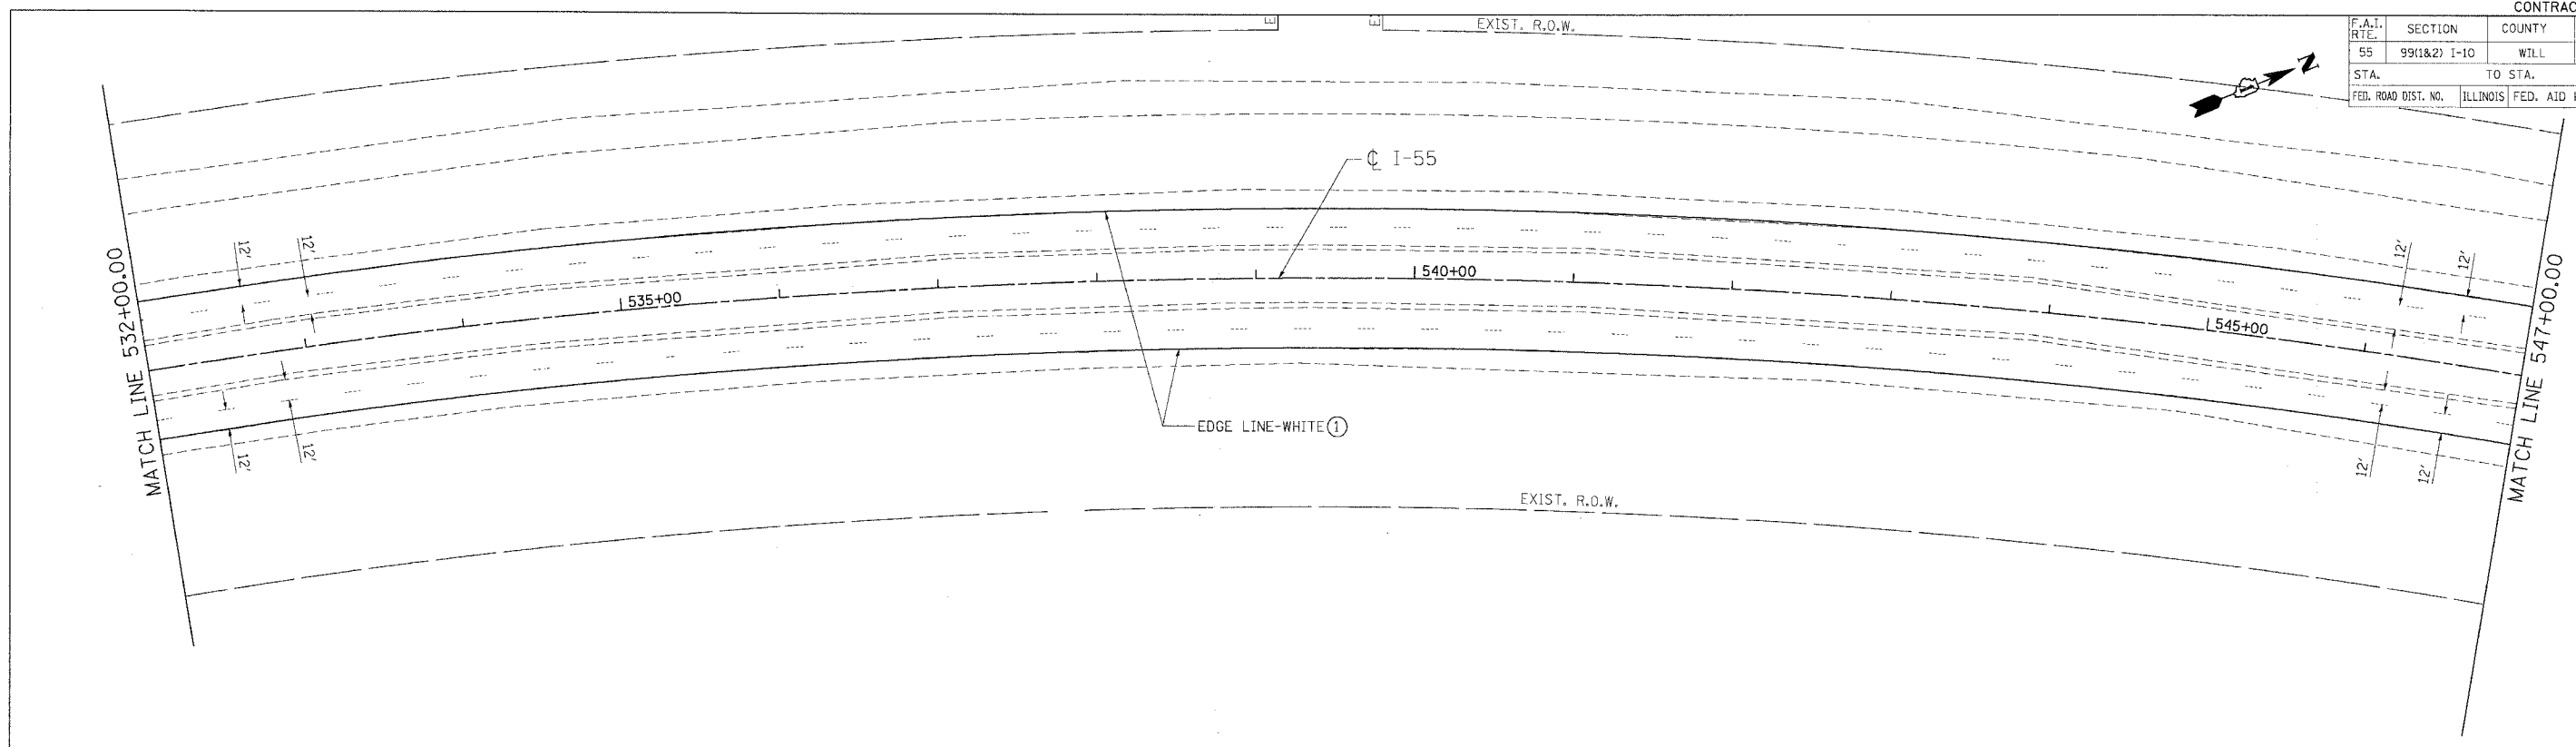 CONTRAC
F.A.I. RTE. SECTION COUNTY
55 99(1&2) I-10 WILL
STA. TO STA.
FED. ROAD DIST. NO. ILLINOIS FED. AID
E E EXIST. R.O.W.
N
℄ I-55
12' 12' 12' 12'
MATCH LINE 532+00.00
535+00
540+00
545+00
MATCH LINE 547+00.00
EDGE LINE-WHITE ①
12' 12' 12' 12'
EXIST. R.O.W.